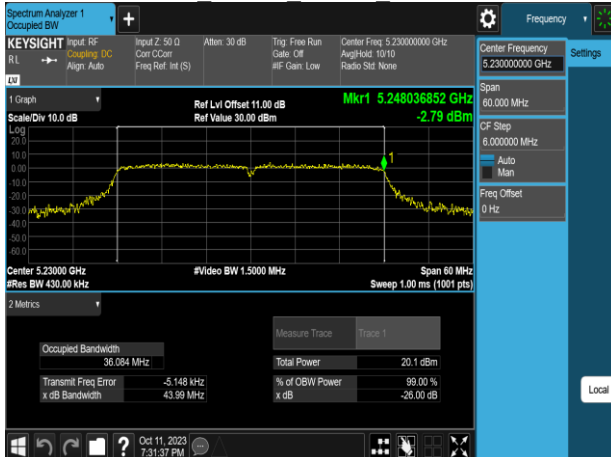 Spectrum Analyzer 1
Occupied BW
Frequency
KEYSIGHT
RL
LXI
Input: RF
Coupling: DC
Align: Auto
Input Z: 50 Ω
Corr CCorr
Freq Ref: Int (S)
Atten: 30 dB
Trig: Free Run
Gate: Off
#IF Gain: Low
Center Freq: 5.230000000 GHz
Avg|Hold: 10/10
Radio Std: None
Center Frequency
5.230000000 GHz
Settings
Span
60.000 MHz
CF Step
6.000000 MHz
Auto
Man
Freq Offset
0 Hz
1 Graph
Scale/Div 10.0 dB
Ref Lvl Offset 11.00 dB
Ref Value 30.00 dBm
Mkr1 5.248036852 GHz
-2.79 dBm
Log
20.0
10.0
0.00
-10.0
-20.0
-30.0
-40.0
-50.0
-60.0
1
Center 5.23000 GHz
#Video BW 1.5000 MHz
Span 60 MHz
#Res BW 430.00 kHz
Sweep 1.00 ms (1001 pts)
2 Metrics
Measure Trace
Trace 1
Occupied Bandwidth
36.084 MHz
Total Power
20.1 dBm
Transmit Freq Error
-5.148 kHz
% of OBW Power
99.00 %
x dB Bandwidth
43.99 MHz
x dB
-26.00 dB
Local
?
Oct 11, 2023
7:31:37 PM